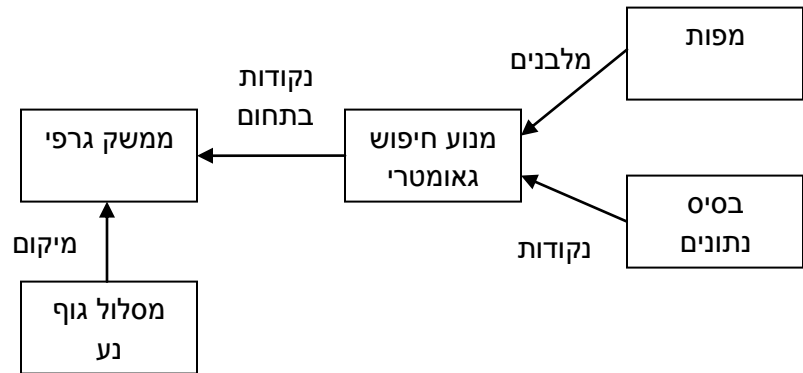 מפות
מלבנים
נקודות
בתחום
מנוע חיפוש
גאומטרי
ממשק גרפי
בסיס
נתונים
נקודות
מיקום
מסלול גוף
נע